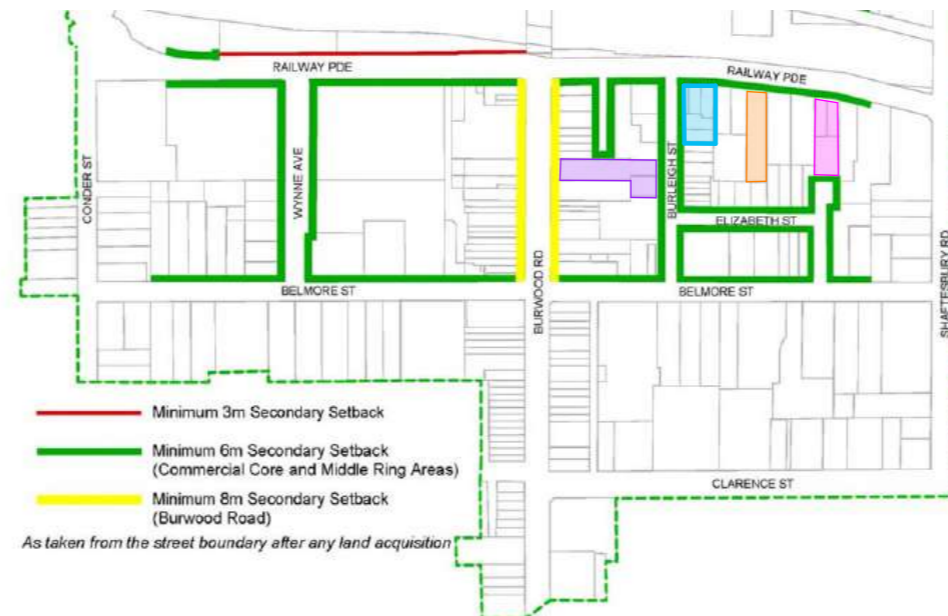 RAILWAY PDE
RAILWAY PDE
CONDER ST
WYNNE AVE
BURLEIGH ST
ELIZABETH ST
BURWOOD RD
SHAFTESBURY RD
BELMORE ST
BELMORE ST
Minimum 3m Secondary Setback
Minimum 6m Secondary Setback
(Commercial Core and Middle Ring Areas)
Minimum 8m Secondary Setback
(Burwood Road)
CLARENCE ST
As taken from the street boundary after any land acquisition